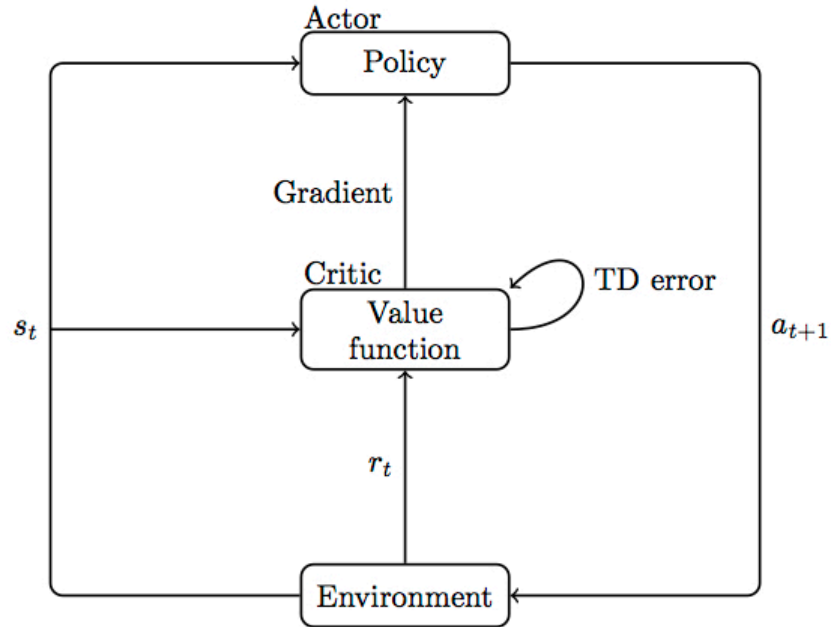 Actor
Policy
Gradient
Critic
Value
function
TD error
s_t
a_{t+1}
r_t
Environment